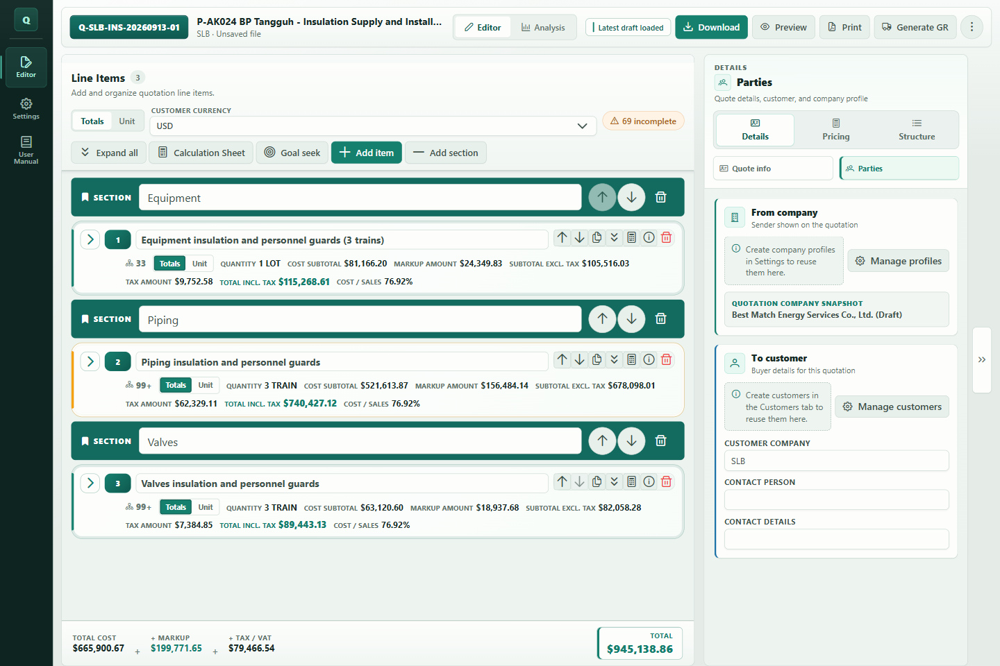 Q
Editor
Settings
User
Manual
Q-SLB-INS-20260913-01
P-AK024 BP Tangguh - Insulation Supply and Install...
SLB · Unsaved file
Editor
Analysis
Latest draft loaded
Download
Preview
Print
Generate GR
Line Items 3
Add and organize quotation line items.
Totals
Unit
CUSTOMER CURRENCY
USD
69 incomplete
Expand all
Calculation Sheet
Goal seek
Add item
Add section
SECTION
Equipment
1
Equipment insulation and personnel guards (3 trains)
33 Totals Unit QUANTITY 1 LOT COST SUBTOTAL $81,166.20 MARKUP AMOUNT $24,349.83 SUBTOTAL EXCL. TAX $105,516.03
TAX AMOUNT $9,752.58 TOTAL INCL. TAX $115,268.61 COST / SALES 76.92%
SECTION
Piping
2
Piping insulation and personnel guards
99+ Totals Unit QUANTITY 3 TRAIN COST SUBTOTAL $521,613.87 MARKUP AMOUNT $156,484.14 SUBTOTAL EXCL. TAX $678,098.01
TAX AMOUNT $62,329.11 TOTAL INCL. TAX $740,427.12 COST / SALES 76.92%
SECTION
Valves
3
Valves insulation and personnel guards
99+ Totals Unit QUANTITY 3 TRAIN COST SUBTOTAL $63,120.60 MARKUP AMOUNT $18,937.68 SUBTOTAL EXCL. TAX $82,058.28
TAX AMOUNT $7,384.85 TOTAL INCL. TAX $89,443.13 COST / SALES 76.92%
TOTAL COST
$665,900.67
+
+ MARKUP
$199,771.65
+
+ TAX / VAT
$79,466.54
TOTAL
$945,138.86
DETAILS
Parties
Quote details, customer, and company profile
Details
Pricing
Structure
Quote info
Parties
From company
Sender shown on the quotation
Create company profiles
in Settings to reuse
them here.
Manage profiles
QUOTATION COMPANY SNAPSHOT
Best Match Energy Services Co., Ltd. (Draft)
To customer
Buyer details for this quotation
Create customers in
the Customers tab to
reuse them here.
Manage customers
CUSTOMER COMPANY
SLB
CONTACT PERSON
CONTACT DETAILS